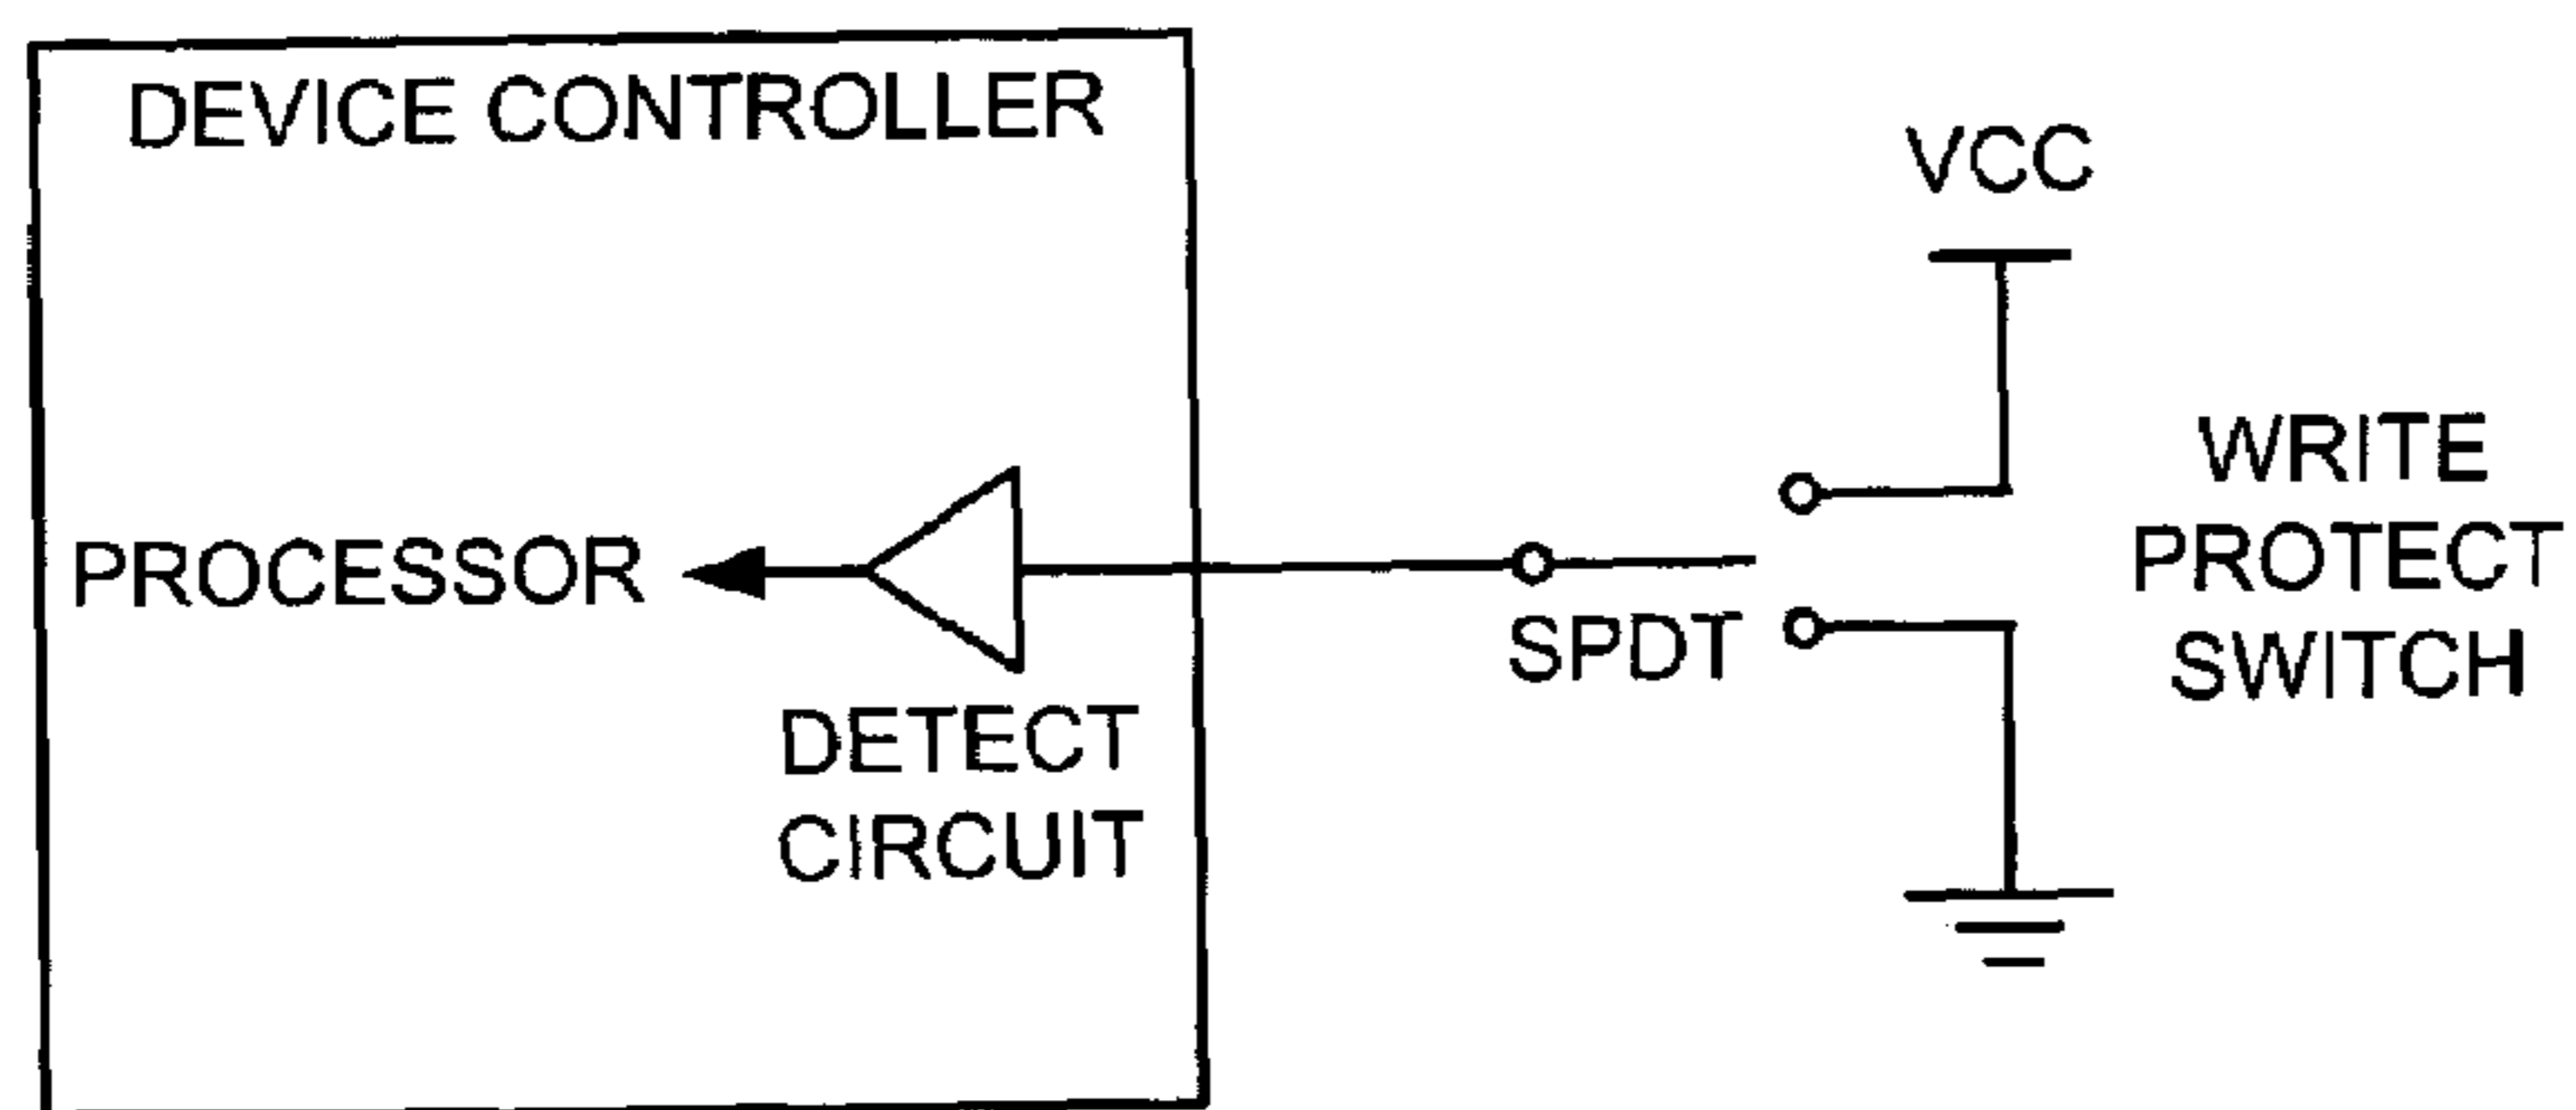 DEVICE CONTROLLER
VCC
WRITE
PROTECT
SWITCH
PROCESSOR
SPDT
DETECT
CIRCUIT